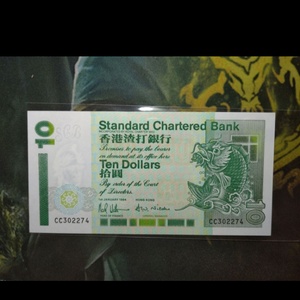 10
Standard Chartered Bank
香港渣打銀行
Promises to pay the bearer
on demand at its office here
Ten Dollars
拾圓
By order of the Court
of Directors
CC302274
CC302274
10